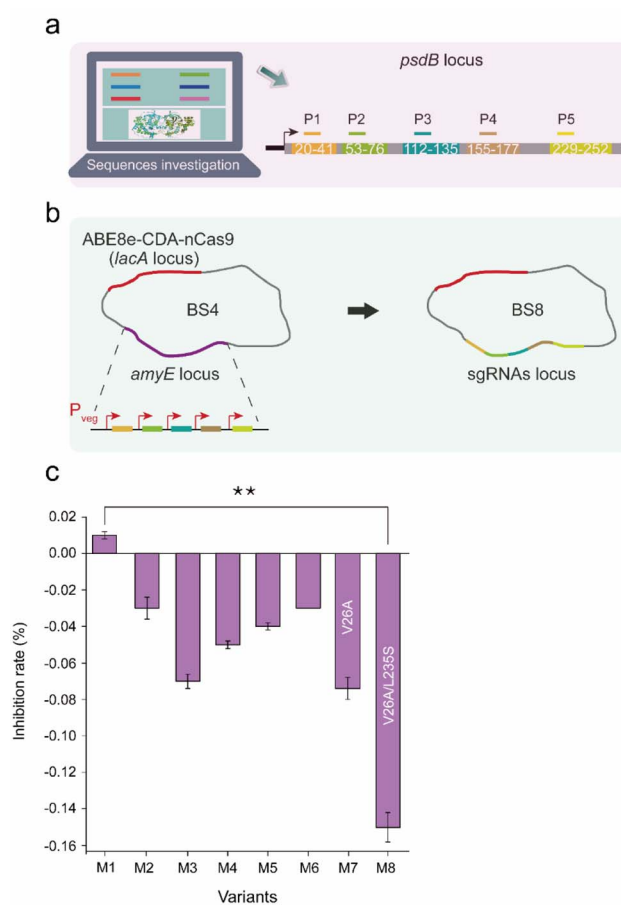 a
psdB locus
P1 P2 P3 P4 P5
20-41 53-76 112-135 155-177 229-252
Sequences investigation
b
ABE8e-CDA-nCas9
(lacA locus)
BS4
BS8
amyE locus
sgRNAs locus
Pveg
c
**
0.02
0.00
-0.02
-0.04
-0.06
-0.08
-0.10
-0.12
-0.14
-0.16
Inhibition rate (%)
V26A
V26A/L235S
M1 M2 M3 M4 M5 M6 M7 M8
Variants